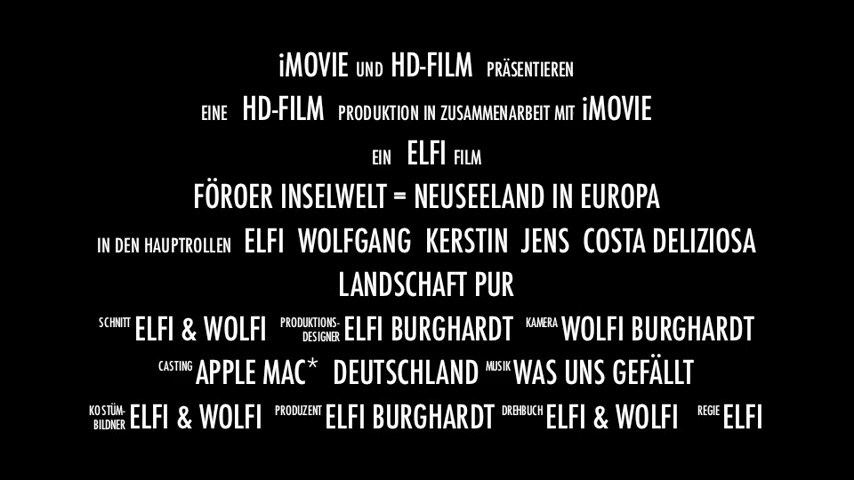 iMOVIE UND HD-FILM PRÄSENTIEREN
EINE HD-FILM PRODUKTION IN ZUSAMMENARBEIT MIT iMOVIE
EIN ELFI FILM
FÖROER INSELWELT = NEUSEELAND IN EUROPA
IN DEN HAUPTROLLEN ELFI WOLFGANG KERSTIN JENS COSTA DELIZIOSA
LANDSCHAFT PUR
SCHNITT ELFI & WOLFI PRODUKTIONS-DESIGNER ELFI BURGHARDT KAMERA WOLFI BURGHARDT
CASTING APPLE MAC* DEUTSCHLAND MUSIK WAS UNS GEFÄLLT
KOSTÜM-BILDNER ELFI & WOLFI PRODUZENT ELFI BURGHARDT DREHBUCH ELFI & WOLFI REGIE ELFI